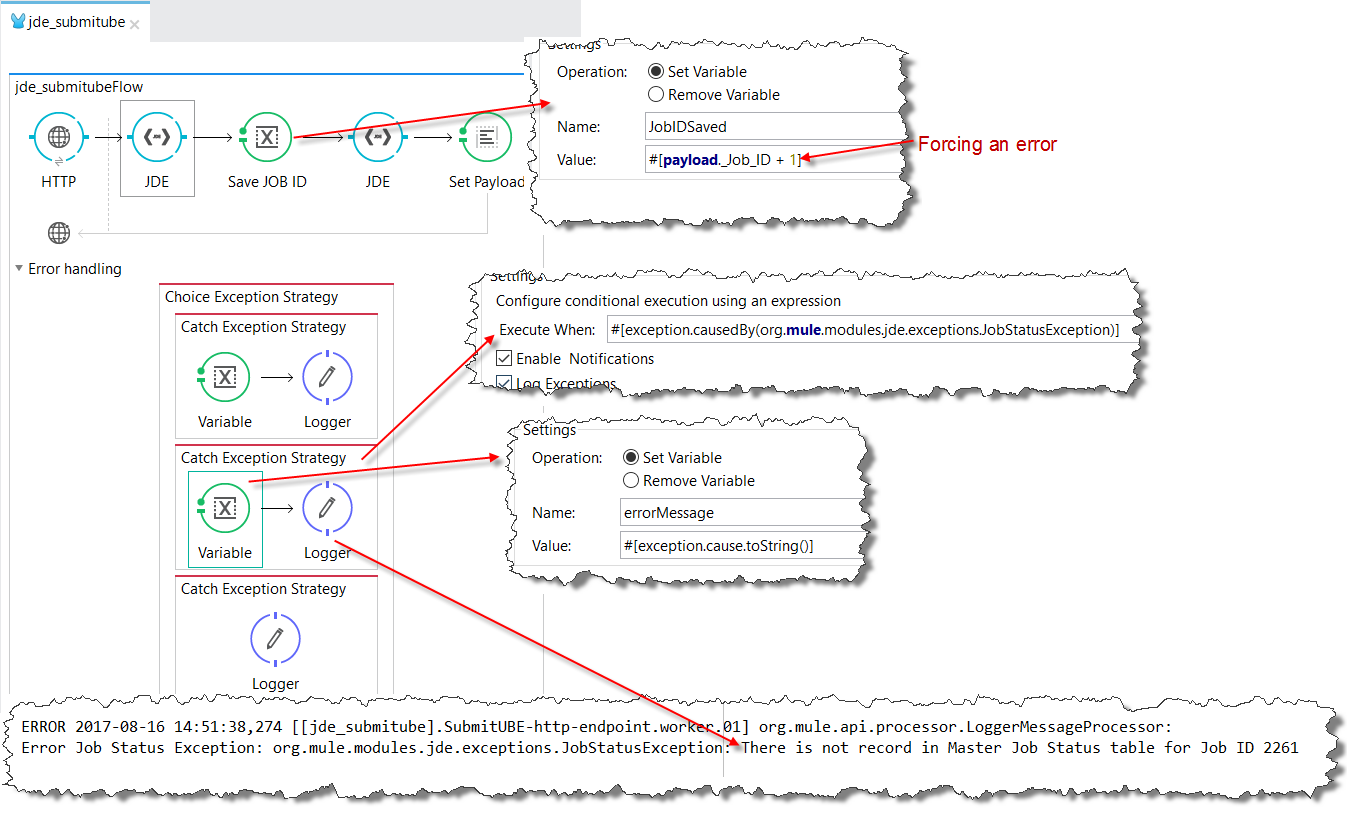 jde_submitube
jde_submitubeFlow
HTTP
JDE
Save JOB ID
JDE
Set Payload
Settings
Operation:
Set Variable
Remove Variable
Name:
JobIDSaved
Value:
#[payload._Job_ID + 1]
Forcing an error
Error handling
Choice Exception Strategy
Catch Exception Strategy
Variable
Logger
Settings
Configure conditional execution using an expression
Execute When:
#[exception.causedBy(org.mule.modules.jde.exceptions.JobStatusException)]
Enable Notifications
Log Exceptions
Catch Exception Strategy
Variable
Logger
Settings
Operation:
Set Variable
Remove Variable
Name:
errorMessage
Value:
#[exception.cause.toString()]
Catch Exception Strategy
Logger
ERROR 2017-08-16 14:51:38,274 [[jde_submitube].SubmitUBE-http-endpoint.worker.01] org.mule.api.processor.LoggerMessageProcessor:
Error Job Status Exception: org.mule.modules.jde.exceptions.JobStatusException: There is not record in Master Job Status table for Job ID 2261